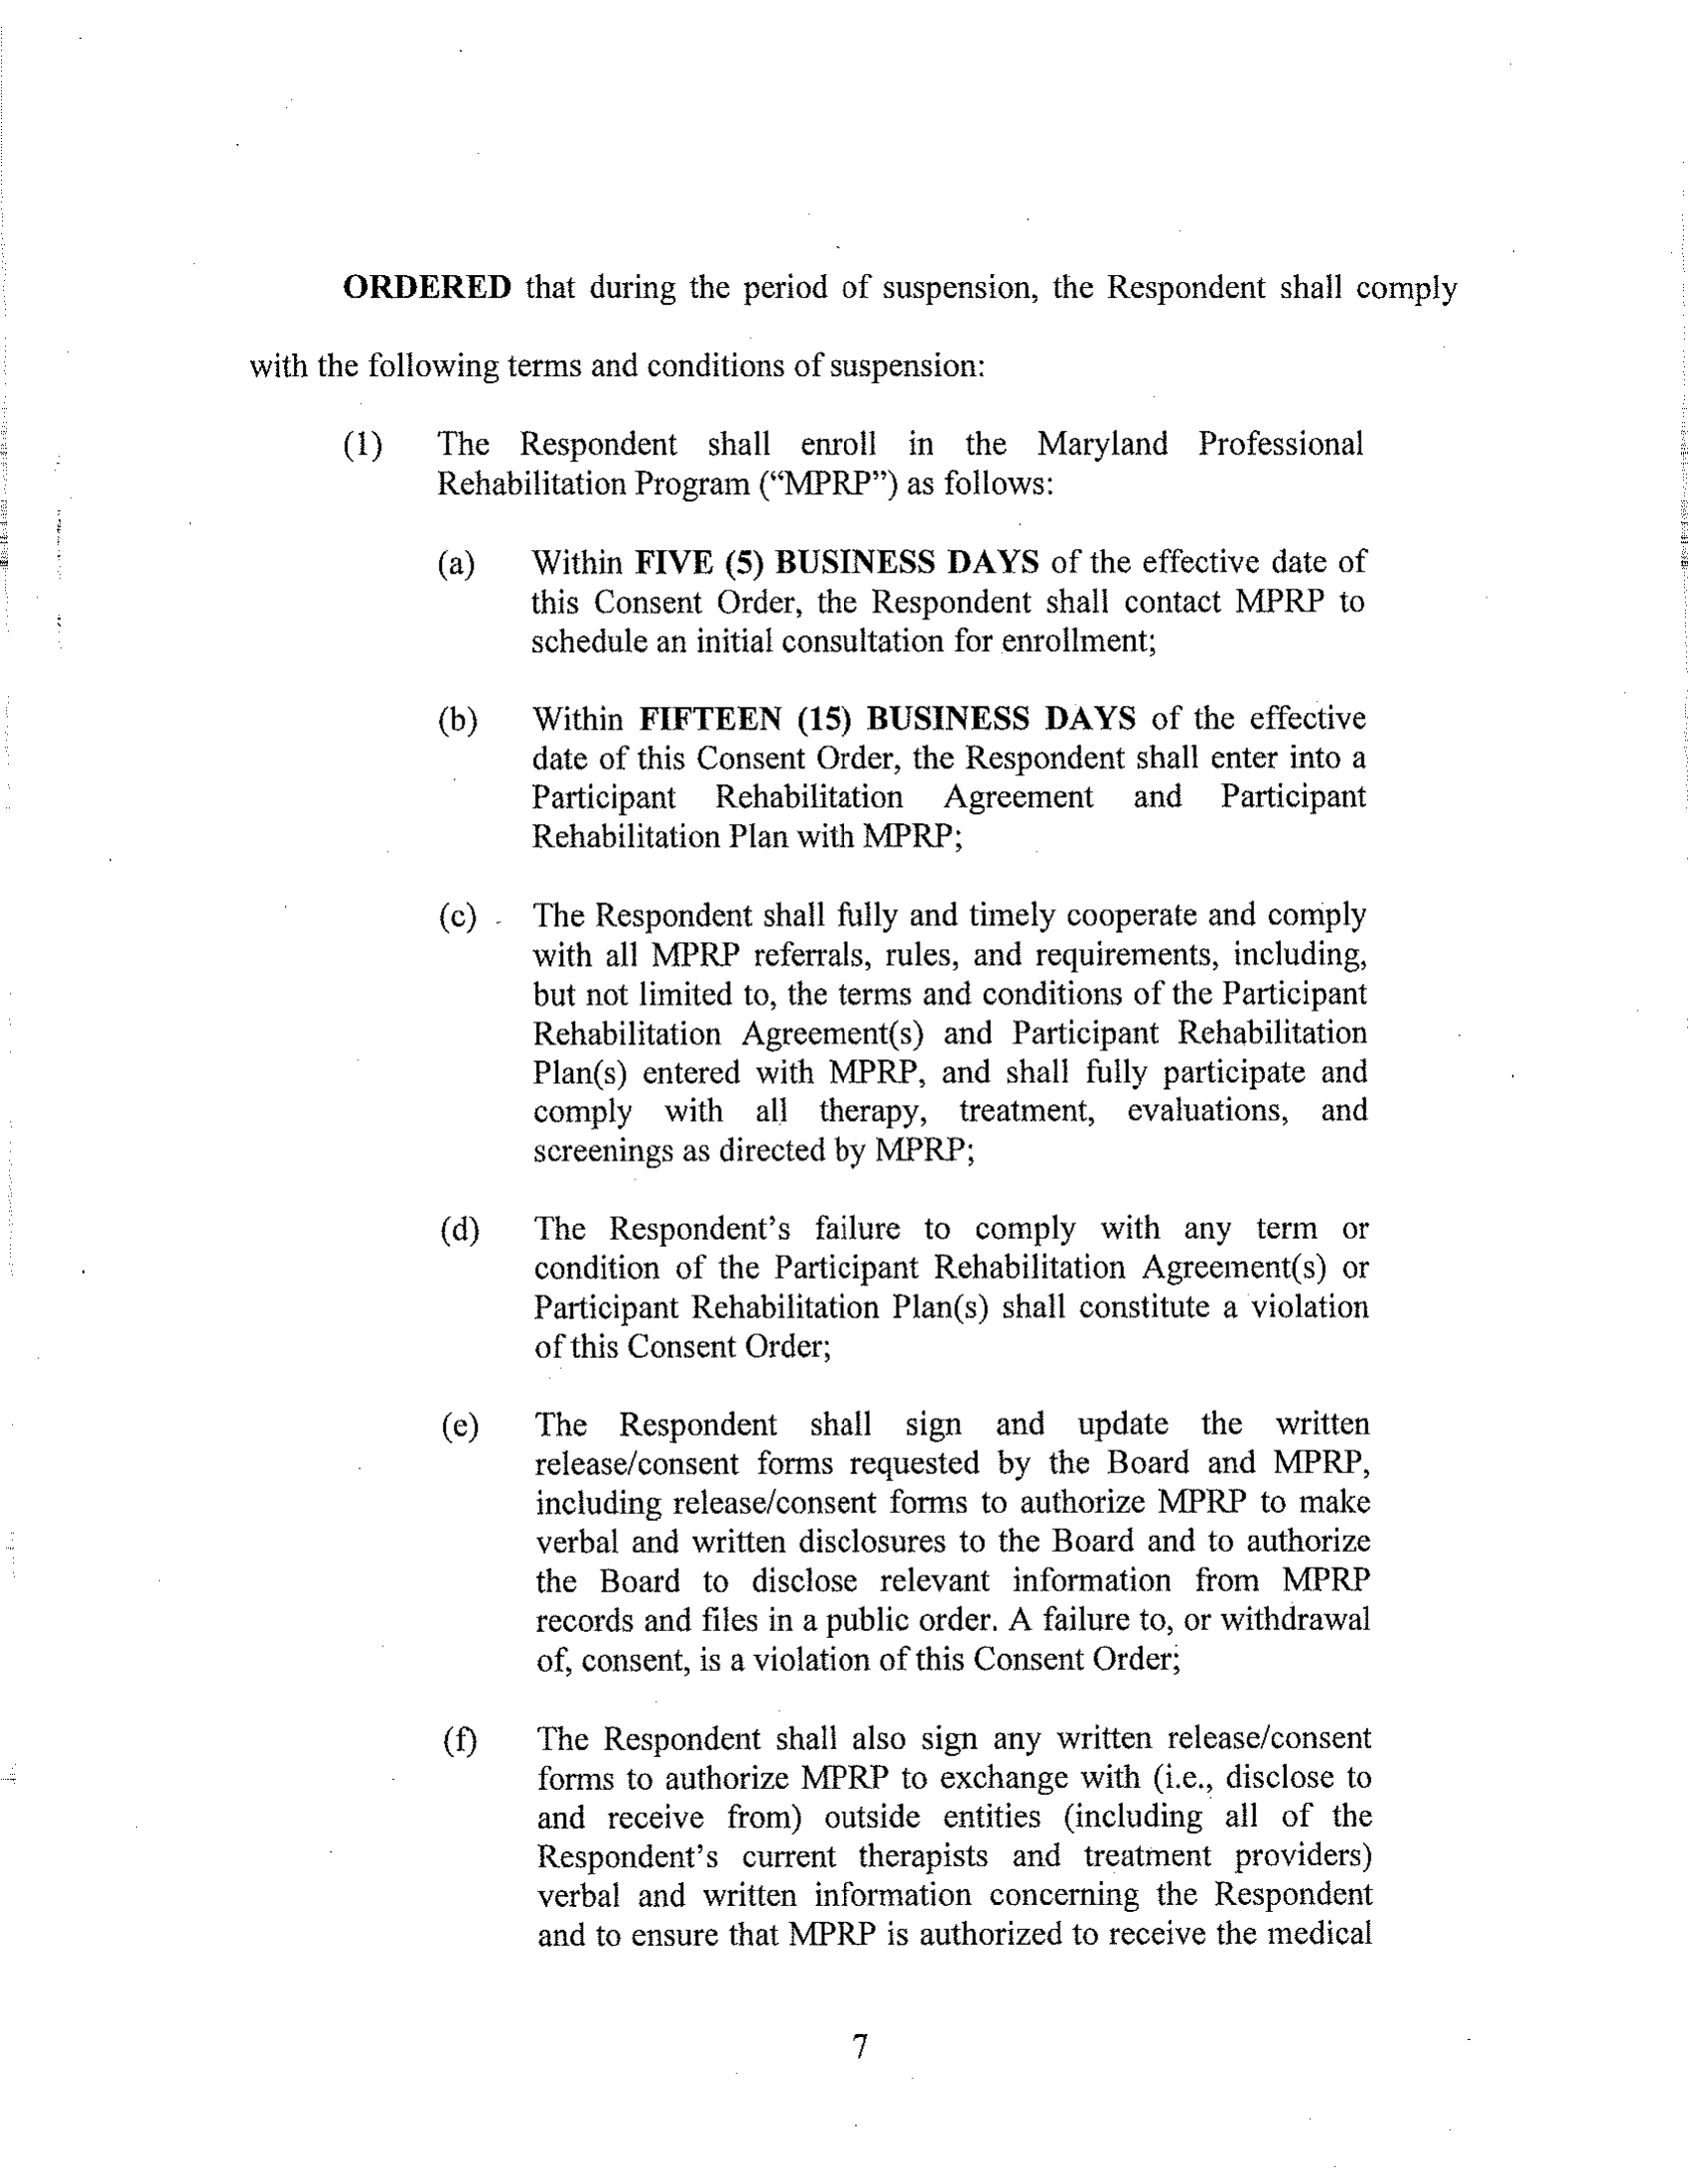 ORDERED that during the period of suspension, the Respondent shall comply
with the following terms and conditions of suspension:
(1) The Respondent shall enroll in the Maryland Professional
Rehabilitation Program (“MPRP”) as follows:
(a) Within FIVE (5) BUSINESS DAYS of the effective date of
this Consent Order, the Respondent shall contact MPRP to
schedule an initial consultation for enrollment;
(b) Within FIFTEEN (15) BUSINESS DAYS of the effective
date of this Consent Order, the Respondent shall enter into a
Participant Rehabilitation Agreement and Participant
Rehabilitation Plan with MPRP;
(c) The Respondent shall fully and timely cooperate and comply
with all MPRP referrals, rules, and requirements, including,
but not limited to, the terms and conditions of the Participant
Rehabilitation Agreement(s) and Participant Rehabilitation
Plan(s) entered with MPRP, and shall fully participate and
comply with all therapy, treatment, evaluations, and
screenings as directed by MPRP;
(d) The Respondent’s failure to comply with any term or
condition of the Participant Rehabilitation Agreement(s) or
Participant Rehabilitation Plan(s) shall constitute a violation
of this Consent Order;
(e) The Respondent shall sign and update the written
release/consent forms requested by the Board and MPRP,
including release/consent forms to authorize MPRP to make
verbal and written disclosures to the Board and to authorize
the Board to disclose relevant information from MPRP
records and files in a public order. A failure to, or withdrawal
of, consent, is a violation of this Consent Order;
(f) The Respondent shall also sign any written release/consent
forms to authorize MPRP to exchange with (i.e., disclose to
and receive from) outside entities (including all of the
Respondent’s current therapists and treatment providers)
verbal and written information concerning the Respondent
and to ensure that MPRP is authorized to receive the medical
7